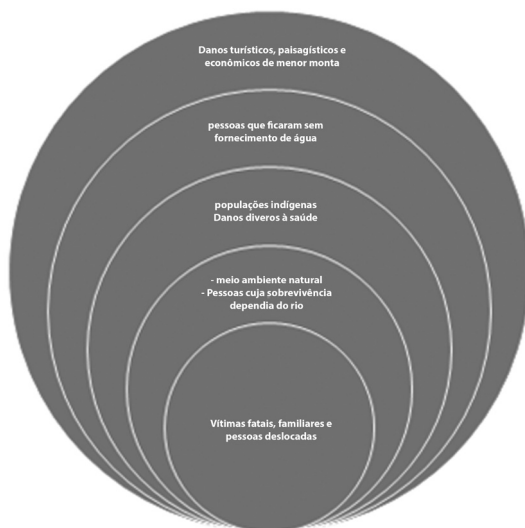 Danos turísticos, paisagísticos e
econômicos de menor monta
pessoas que ficaram sem
fornecimento de água
populações indígenas
Danos diveros à saúde
- meio ambiente natural
- Pessoas cuja sobrevivência
dependia do rio
Vítimas fatais, familiares e
pessoas deslocadas